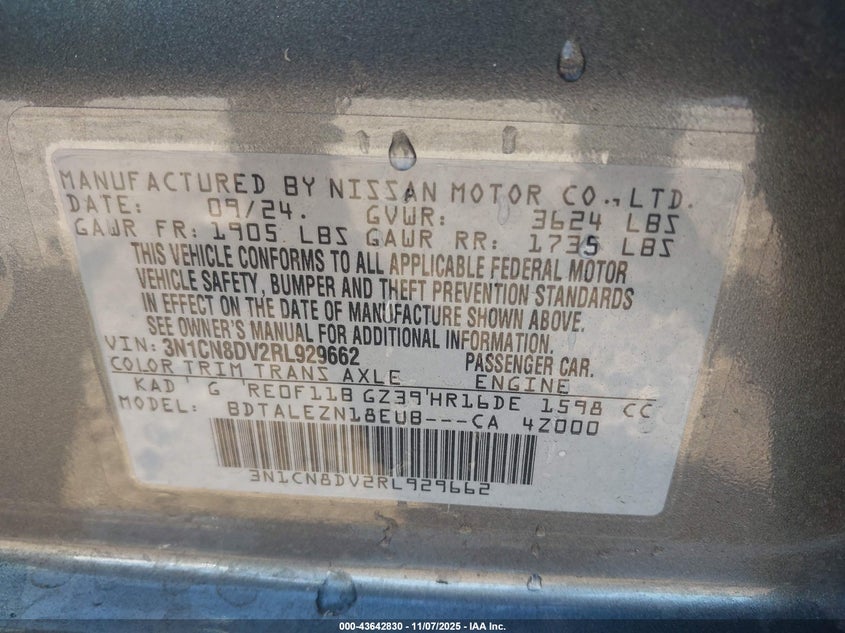 MANUFACTURED BY NISSAN MOTOR CO.,LTD.
DATE: 09/24. GVWR: 3624 LBS
GAWR FR: 1905 LBS GAWR RR: 1735 LBS
THIS VEHICLE CONFORMS TO ALL APPLICABLE FEDERAL MOTOR
VEHICLE SAFETY, BUMPER AND THEFT PREVENTION STANDARDS
IN EFFECT ON THE DATE OF MANUFACTURE SHOWN ABOVE.
SEE OWNER'S MANUAL FOR ADDITIONAL INFORMATION.
VIN: 3N1CN8DV2RL929662 PASSENGER CAR.
COLOR TRIM TRANS AXLE ENGINE
KAD G RE0F11B GZ39 HR16DE 1598 CC
MODEL: BDTALEZN18EUB---CA 4Z000
3N1CN8DV2RL929662
000-43642830 - 11/07/2025 - IAA Inc.